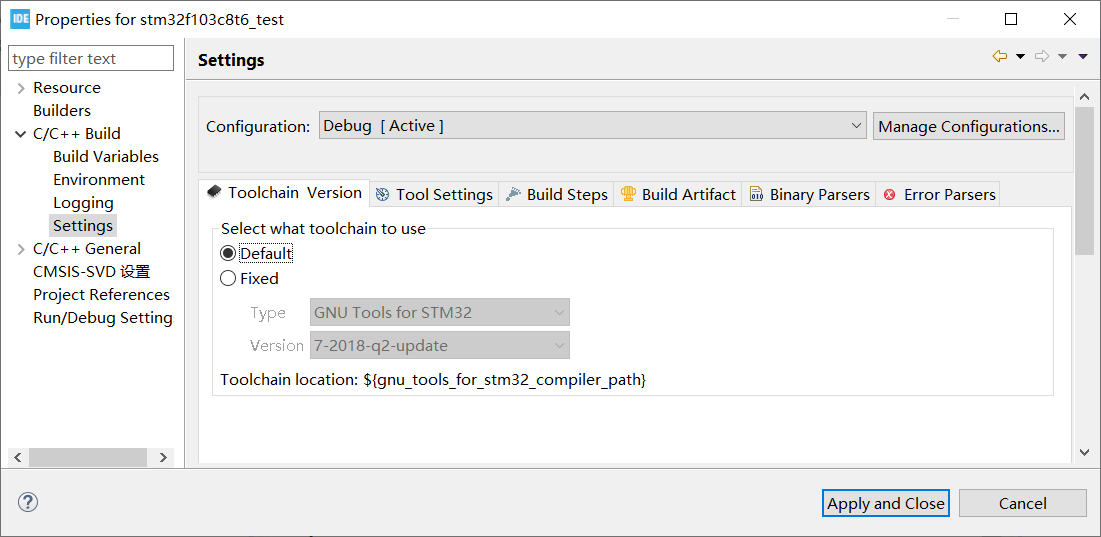 IDE Properties for stm32f103c8t6_test
type filter text
Resource
Builders
C/C++ Build
Build Variables
Environment
Logging
Settings
C/C++ General
CMSIS-SVD 设置
Project References
Run/Debug Setting
Settings
Configuration: Debug [ Active ] Manage Configurations...
Toolchain Version Tool Settings Build Steps Build Artifact Binary Parsers Error Parsers
Select what toolchain to use
Default
Fixed
Type GNU Tools for STM32
Version 7-2018-q2-update
Toolchain location: ${gnu_tools_for_stm32_compiler_path}
Apply and Close Cancel